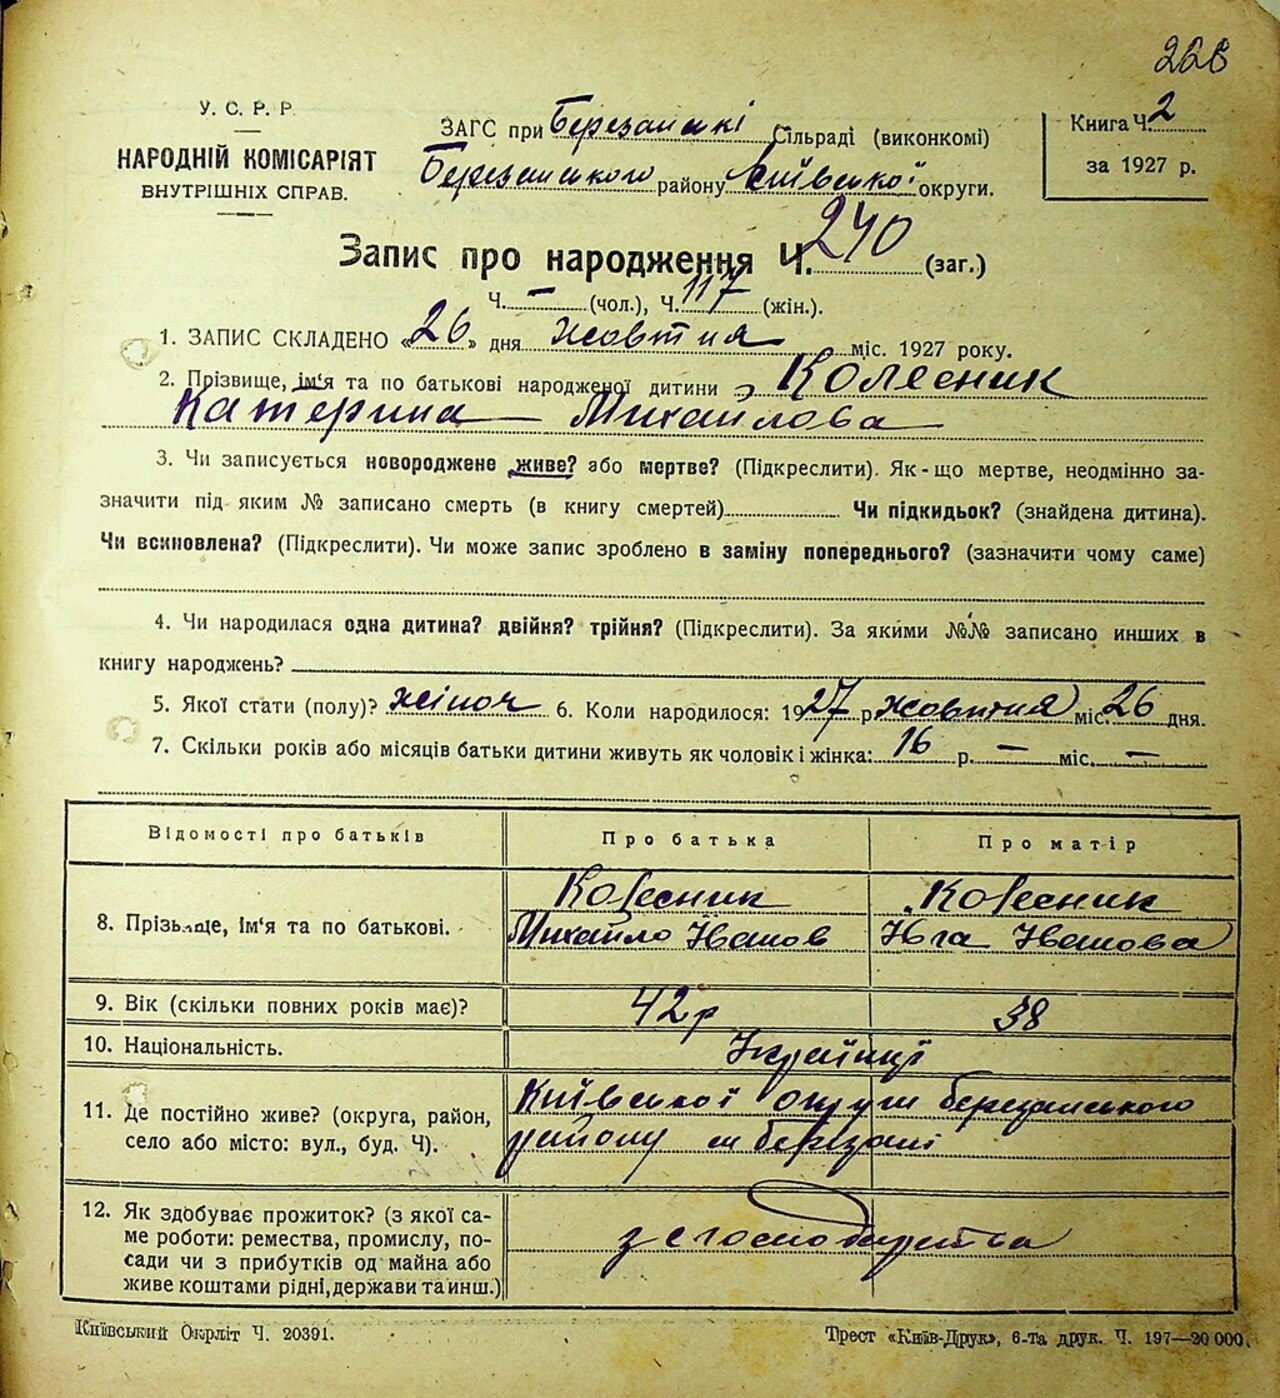 228
У. С. Р. Р.
НАРОДНІЙ КОМІСАРІЯТ
ВНУТРІШНІХ СПРАВ.
ЗАГС при Березанські Сільраді (виконкомі)
Березанського району Київської округи.
Книга Ч. 2
за 1927 р.
Запис про народження Ч. 240 (заг.)
Ч. — (чол.), Ч. 117 (жін.).
1. ЗАПИС СКЛАДЕНО «26» дня жовтня міс. 1927 року.
2. Прізвище, ім'я та по батькові народженої дитини Колесник
Катерина Михайлова
3. Чи записується новороджене живе? або мертве? (Підкреслити). Як-що мертве, неодмінно за-
значити під яким № записано смерть (в книгу смертей) Чи підкидьок? (знайдена дитина).
Чи всиновлена? (Підкреслити). Чи може запис зроблено в заміну попереднього? (зазначити чому саме)
4. Чи народилася одна дитина? двійня? трійня? (Підкреслити). За якими №№ записано инших в
книгу народжень?
5. Якої стати (полу)? жіноч 6. Коли народилося: 1927 р. жовтня міс. 26 дня.
7. Скільки років або місяців батьки дитини живуть як чоловік і жінка: 16 р. — міс. —
Відомості про батьків Про батька Про матір
8. Прізвище, ім'я та по батькові. Колесник Михайло Іванов Колесник Іванова
9. Вік (скільки повних років має)? 42р 38
10. Національність. Українці
11. Де постійно живе? (округа, район, Київської округи березанського
село або місто: вул., буд. Ч). району м березані
12. Як здобуває прожиток? (з якої са-
ме роботи: ремества, промислу, по- з с господарства
сади чи з прибутків од майна або
живе коштами рідні, держави та инш.)
Київський Окрліт Ч. 20391.
Трест «Київ-Друк», 6-та друк. Ч. 197—20 000.